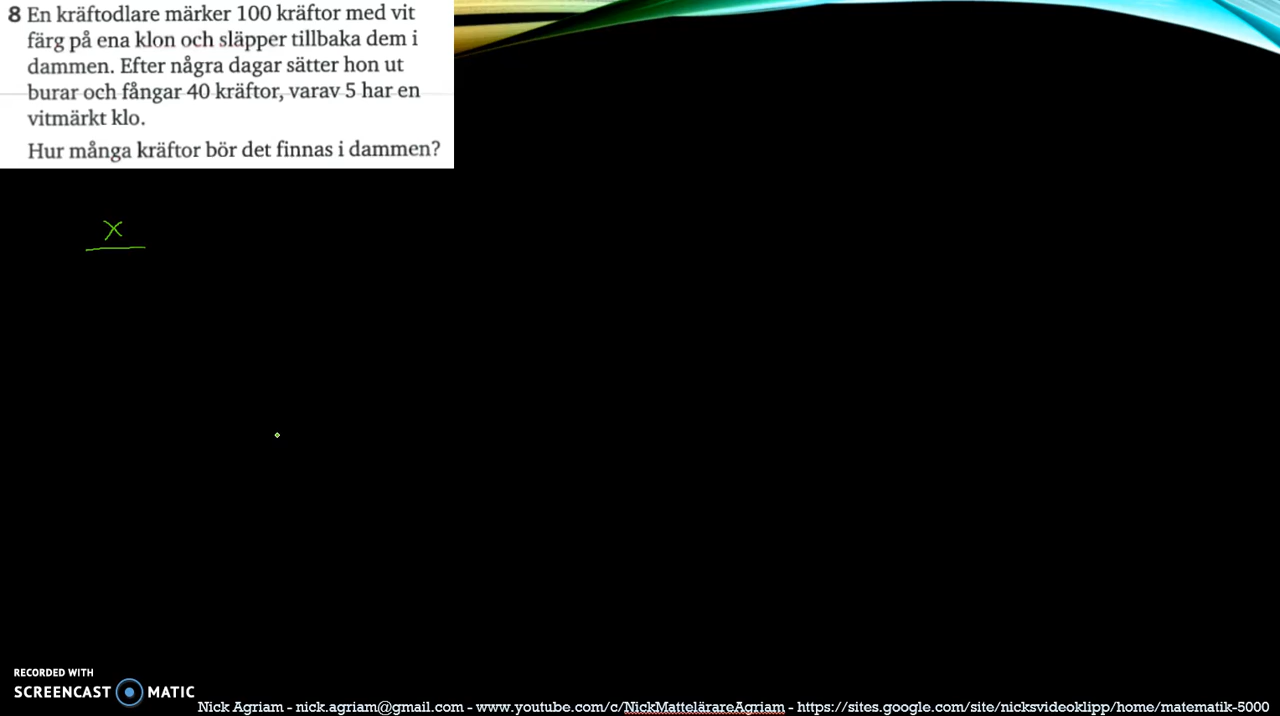 8 En kräftodlare märker 100 kräftor med vit
färg på ena klon och släpper tillbaka dem i
dammen. Efter några dagar sätter hon ut
burar och fångar 40 kräftor, varav 5 har en
vitmärkt klo.
Hur många kräftor bör det finnas i dammen?
x
RECORDED WITH
SCREENCAST MATIC
Nick Agriam - nick.agriam@gmail.com - www.youtube.com/c/NickMattelärareAgriam - https://sites.google.com/site/nicksvideoklipp/home/matematik-5000